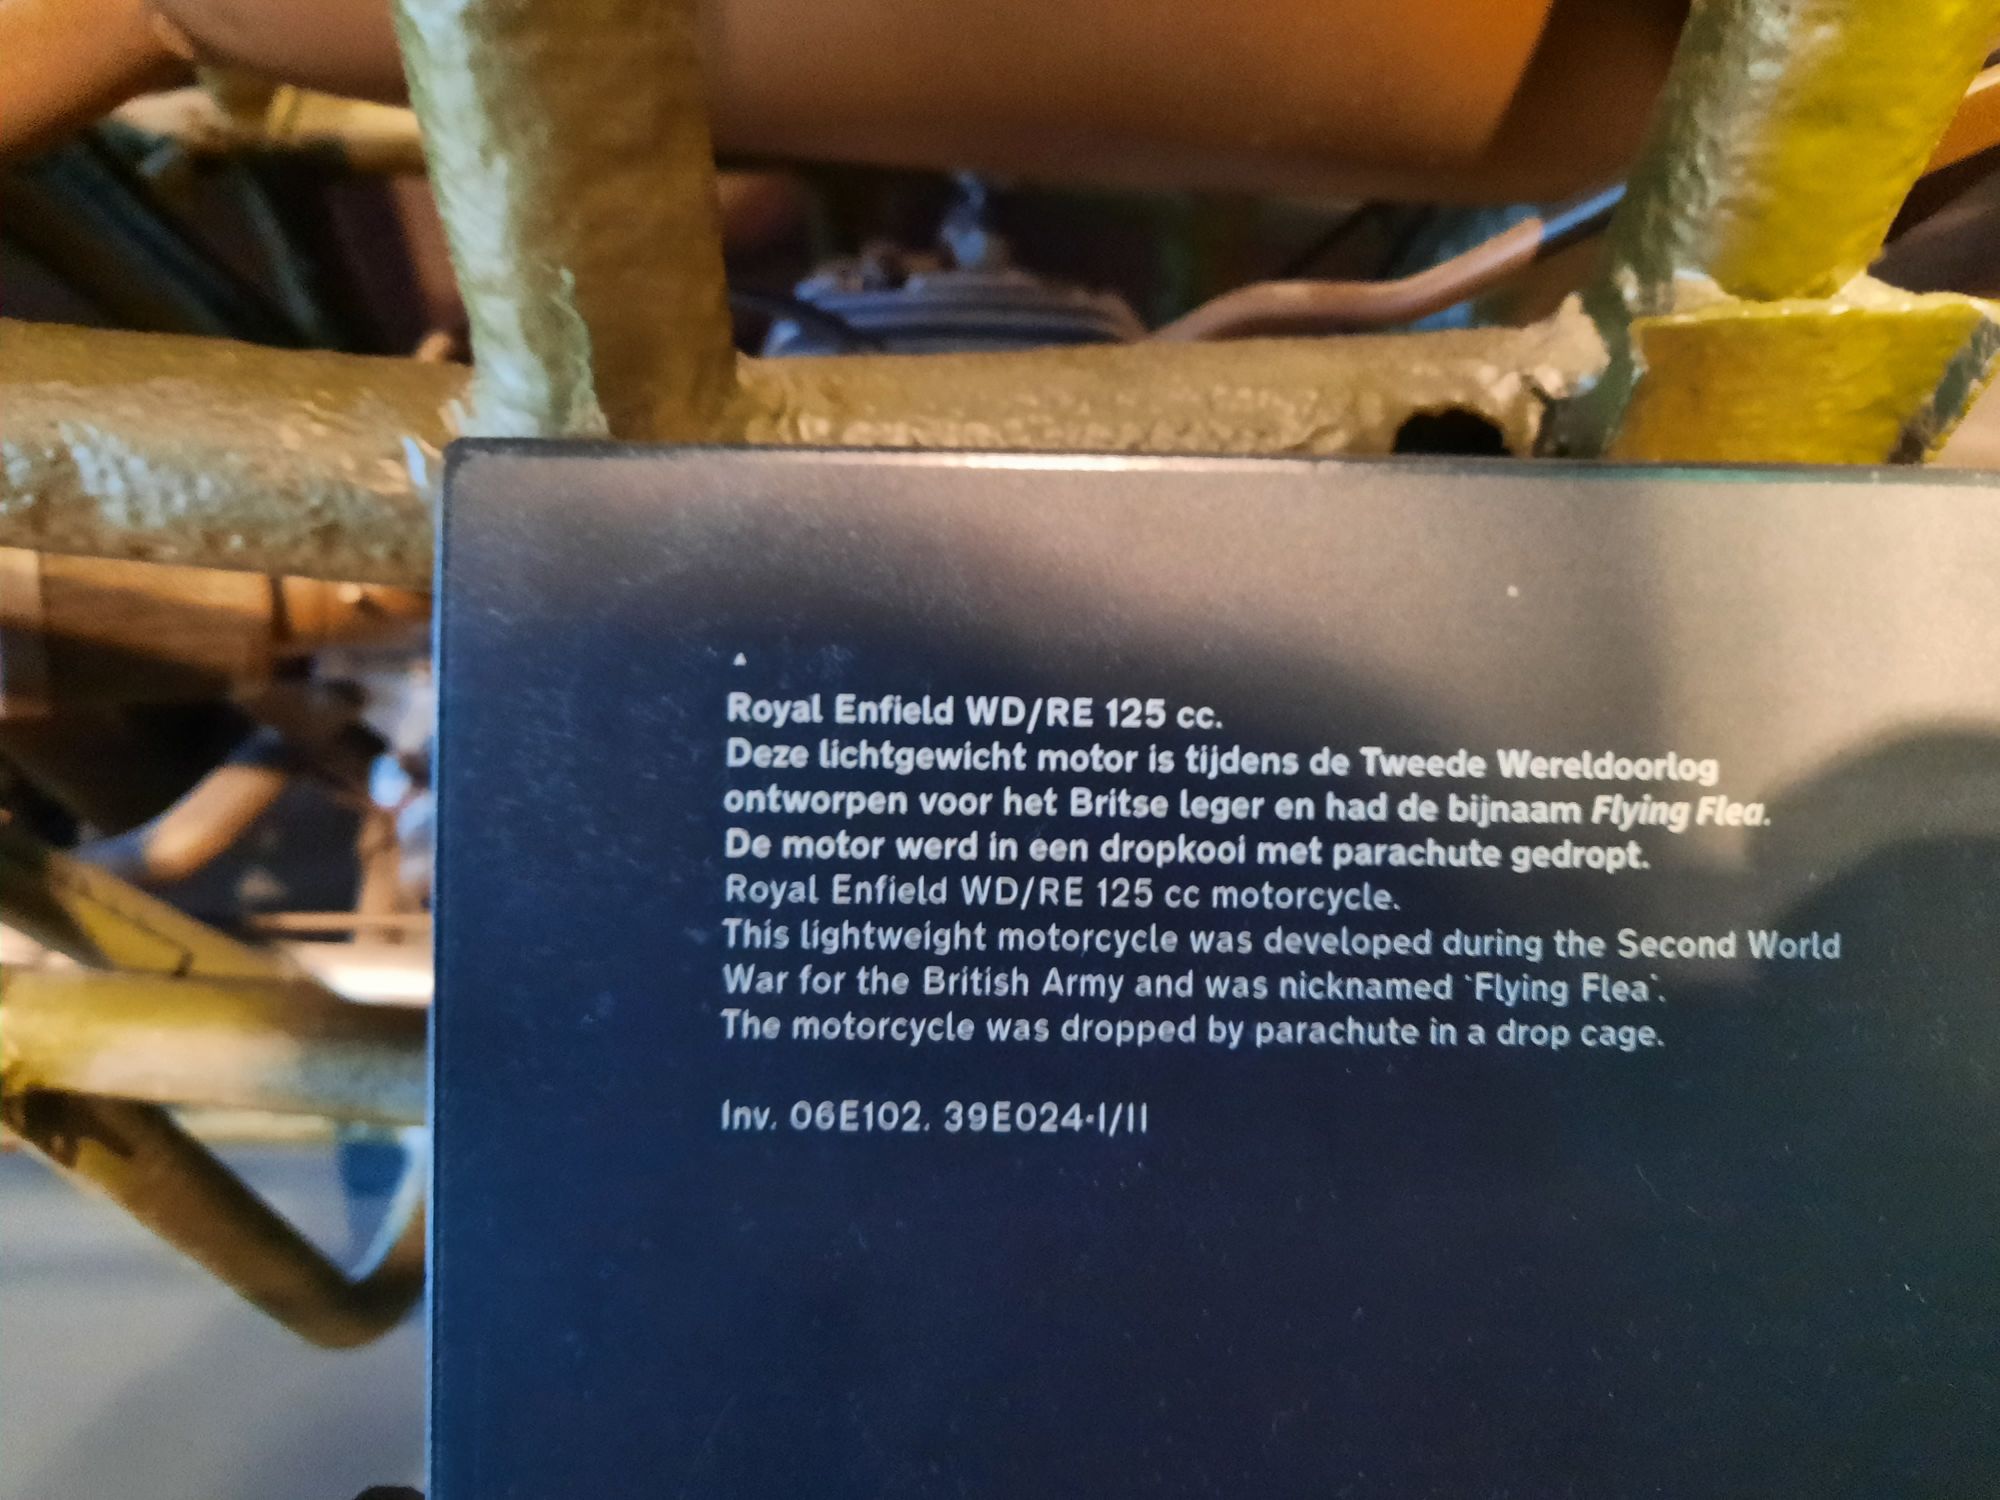 Royal Enfield WD/RE 125 cc.
Deze lichtgewicht motor is tijdens de Tweede Wereldoorlog
ontworpen voor het Britse leger en had de bijnaam Flying Flea.
De motor werd in een dropkooi met parachute gedropt.
Royal Enfield WD/RE 125 cc motorcycle.
This lightweight motorcycle was developed during the Second World
War for the British Army and was nicknamed `Flying Flea´.
The motorcycle was dropped by parachute in a drop cage.
Inv. 06E102. 39E024-I/II